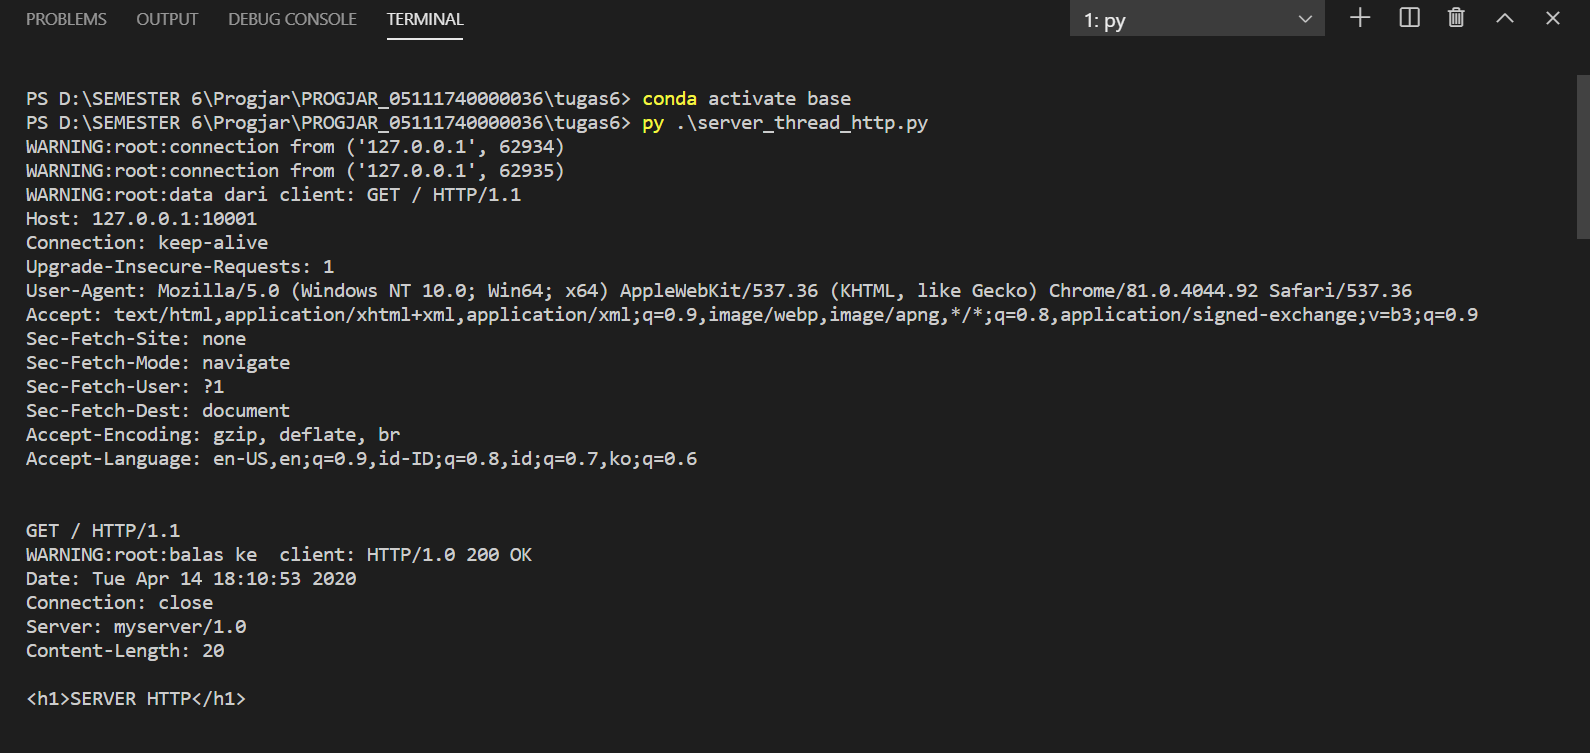 PROBLEMS OUTPUT DEBUG CONSOLE TERMINAL 1: py
PS D:\SEMESTER 6\Progjar\PROGJAR_05111740000036\tugas6> conda activate base
PS D:\SEMESTER 6\Progjar\PROGJAR_05111740000036\tugas6> py .\server_thread_http.py
WARNING:root:connection from ('127.0.0.1', 62934)
WARNING:root:connection from ('127.0.0.1', 62935)
WARNING:root:data dari client: GET / HTTP/1.1
Host: 127.0.0.1:10001
Connection: keep-alive
Upgrade-Insecure-Requests: 1
User-Agent: Mozilla/5.0 (Windows NT 10.0; Win64; x64) AppleWebKit/537.36 (KHTML, like Gecko) Chrome/81.0.4044.92 Safari/537.36
Accept: text/html,application/xhtml+xml,application/xml;q=0.9,image/webp,image/apng,*/*;q=0.8,application/signed-exchange;v=b3;q=0.9
Sec-Fetch-Site: none
Sec-Fetch-Mode: navigate
Sec-Fetch-User: ?1
Sec-Fetch-Dest: document
Accept-Encoding: gzip, deflate, br
Accept-Language: en-US,en;q=0.9,id-ID;q=0.8,id;q=0.7,ko;q=0.6
GET / HTTP/1.1
WARNING:root:balas ke  client: HTTP/1.0 200 OK
Date: Tue Apr 14 18:10:53 2020
Connection: close
Server: myserver/1.0
Content-Length: 20
<h1>SERVER HTTP</h1>